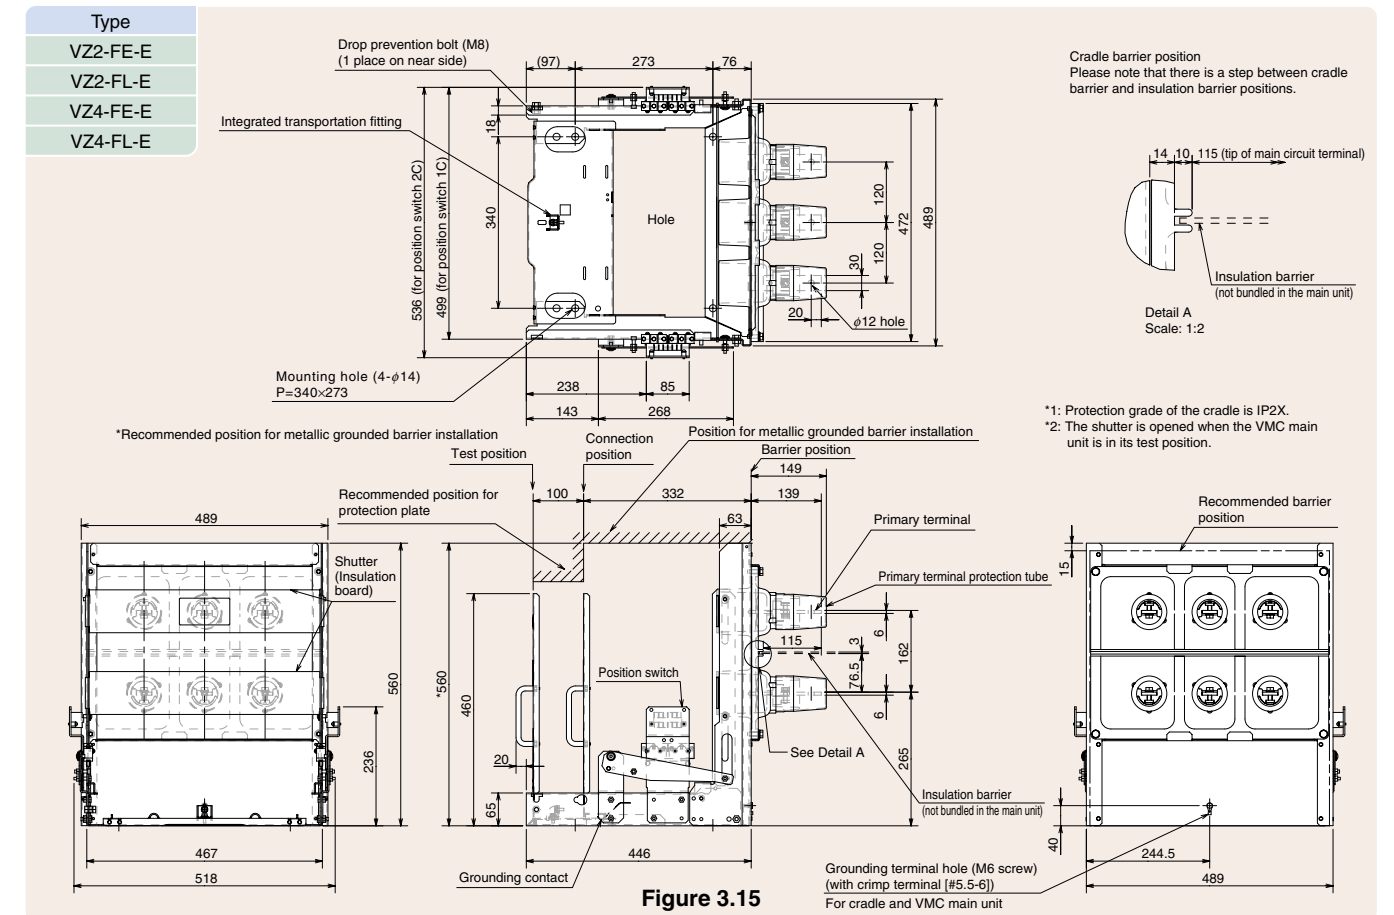 Type
VZ2-FE-E
VZ2-FL-E
VZ4-FE-E
VZ4-FL-E
Drop prevention bolt (M8)
(1 place on near side)
Integrated transportation fitting
(97)
273
76
18
340
536 (for position switch 2C)
499 (for position switch 1C)
Hole
120
120
30
472
489
20
φ12 hole
Mounting hole (4-φ14)
P=340×273
238
85
143
268
Cradle barrier position
Please note that there is a step between cradle
barrier and insulation barrier positions.
14
10
115 (tip of main circuit terminal)
Insulation barrier
(not bundled in the main unit)
Detail A
Scale: 1:2
*1: Protection grade of the cradle is IP2X.
*2: The shutter is opened when the VMC main
unit is in its test position.
*Recommended position for metallic grounded barrier installation
Test position
Connection
position
Position for metallic grounded barrier installation
Barrier position
149
100
332
139
63
Recommended position for
protection plate
489
Shutter
(Insulation
board)
560
236
467
518
*560
460
20
65
446
Position switch
Grounding contact
Primary terminal
Primary terminal protection tube
115
3
6
76.5
162
6
265
See Detail A
Insulation barrier
(not bundled in the main unit)
Recommended barrier
position
15
40
244.5
489
Grounding terminal hole (M6 screw)
(with crimp terminal [#5.5-6])
For cradle and VMC main unit
Figure 3.15